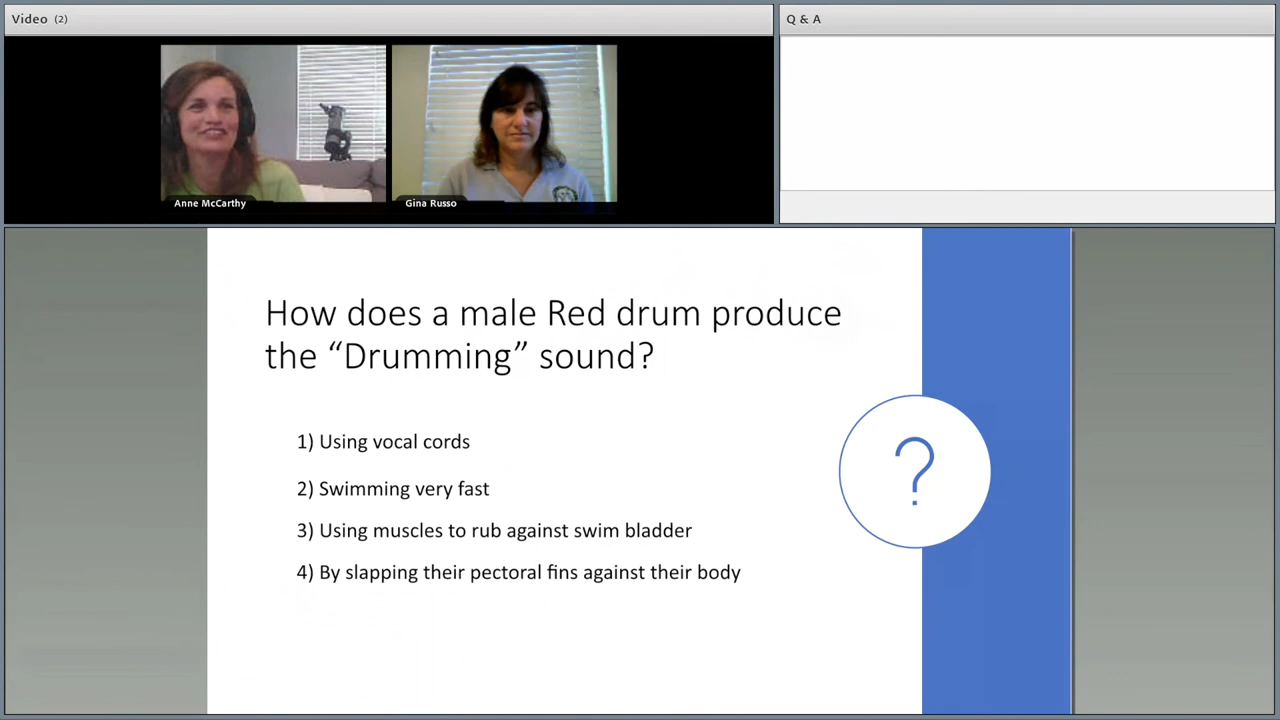 Video (2)
Q & A
Anne McCarthy
Gina Russo
How does a male Red drum produce
the “Drumming” sound?
1) Using vocal cords
2) Swimming very fast
3) Using muscles to rub against swim bladder
4) By slapping their pectoral fins against their body
?